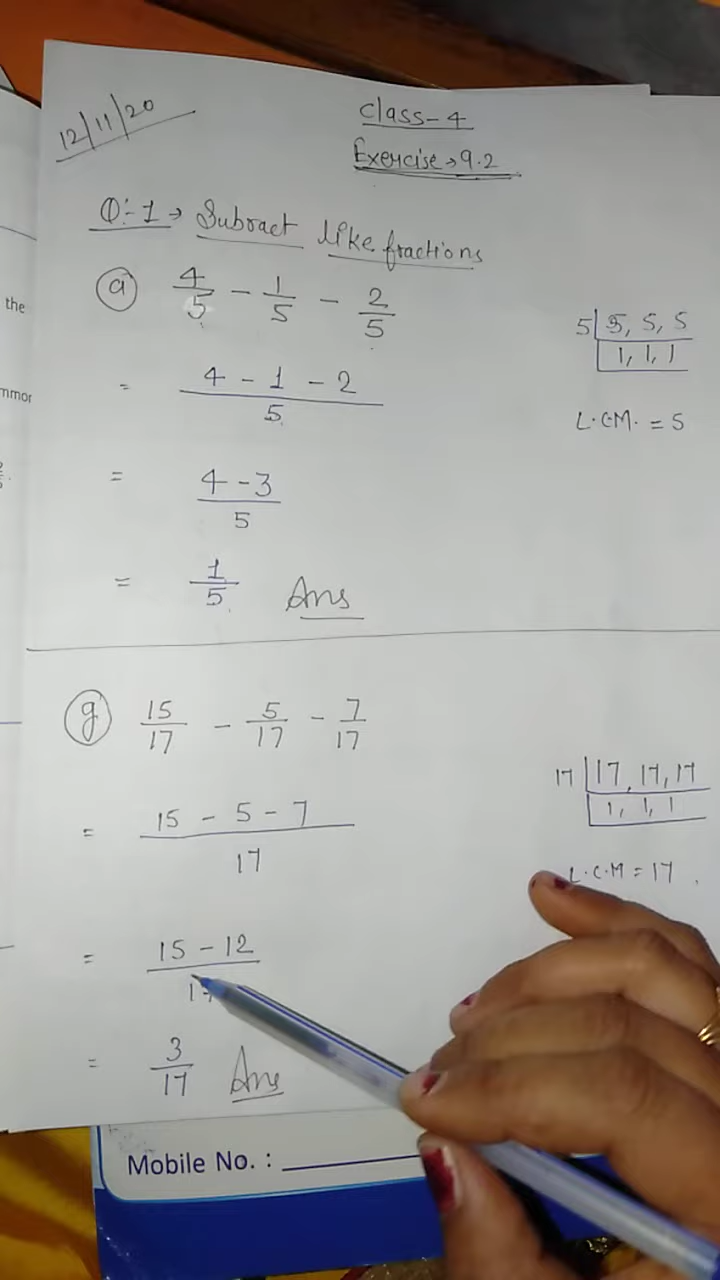 12/11/20
Class-4
Exercise→9.2
Q:-1→ Subract like fractions
(a) 4/5 - 1/5 - 2/5
= 4 - 1 - 2 / 5
= 4 - 3 / 5
= 1/5 Ans
5 | 5, 5, 5
1, 1, 1
L.C.M. = 5
(g) 15/17 - 5/17 - 7/17
= 15 - 5 - 7 / 17
= 15 - 12 / 17
= 3/17 Ans
17 | 17, 17, 17
1, 1, 1
L.C.M = 17
the
Mobile No. :